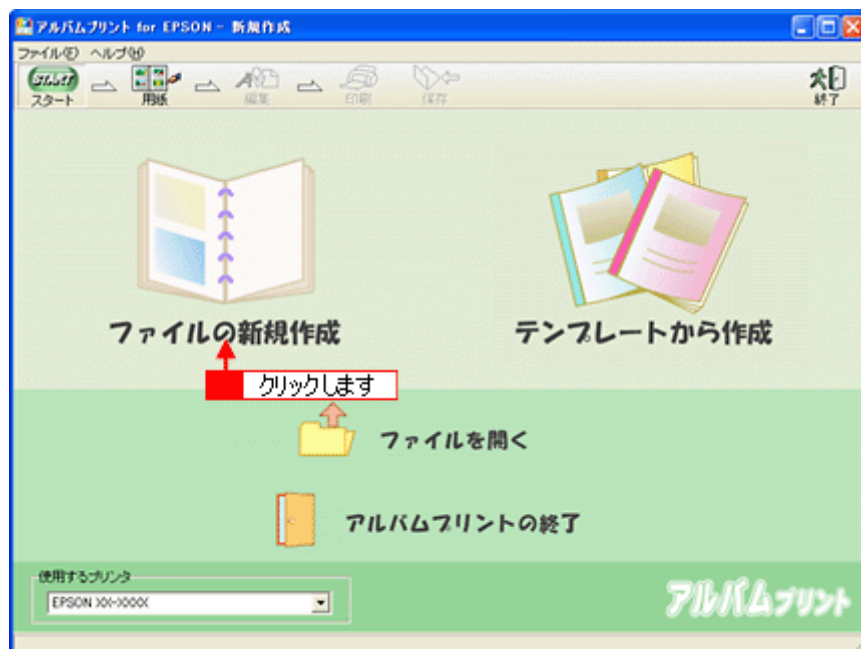 アルバムプリント for EPSON - 新規作成
ファイル(F) ヘルプ(H)
START
スタート
用紙
編集
印刷
保存
終了
ファイルの新規作成
テンプレートから作成
クリックします
ファイルを開く
アルバムプリントの終了
使用するプリンタ
EPSON XX-XXXX
アルバムプリント